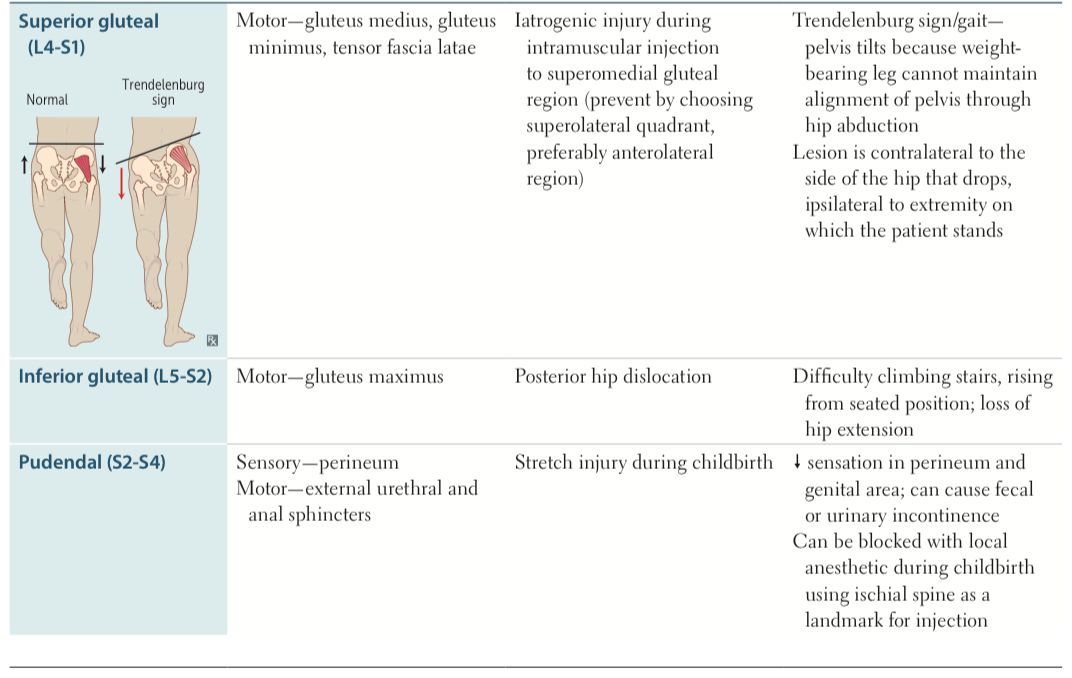 Superior gluteal
(L4-S1)
Normal
Trendelenburg
sign
Motor—gluteus medius, gluteus
minimus, tensor fascia latae
Iatrogenic injury during
intramuscular injection
to superomedial gluteal
region (prevent by choosing
superolateral quadrant,
preferably anterolateral
region)
Trendelenburg sign/gait—
pelvis tilts because weight-
bearing leg cannot maintain
alignment of pelvis through
hip abduction
Lesion is contralateral to the
side of the hip that drops,
ipsilateral to extremity on
which the patient stands
Inferior gluteal (L5-S2)
Motor—gluteus maximus
Posterior hip dislocation
Difficulty climbing stairs, rising
from seated position; loss of
hip extension
Pudendal (S2-S4)
Sensory—perineum
Motor—external urethral and
anal sphincters
Stretch injury during childbirth
↓ sensation in perineum and
genital area; can cause fecal
or urinary incontinence
Can be blocked with local
anesthetic during childbirth
using ischial spine as a
landmark for injection